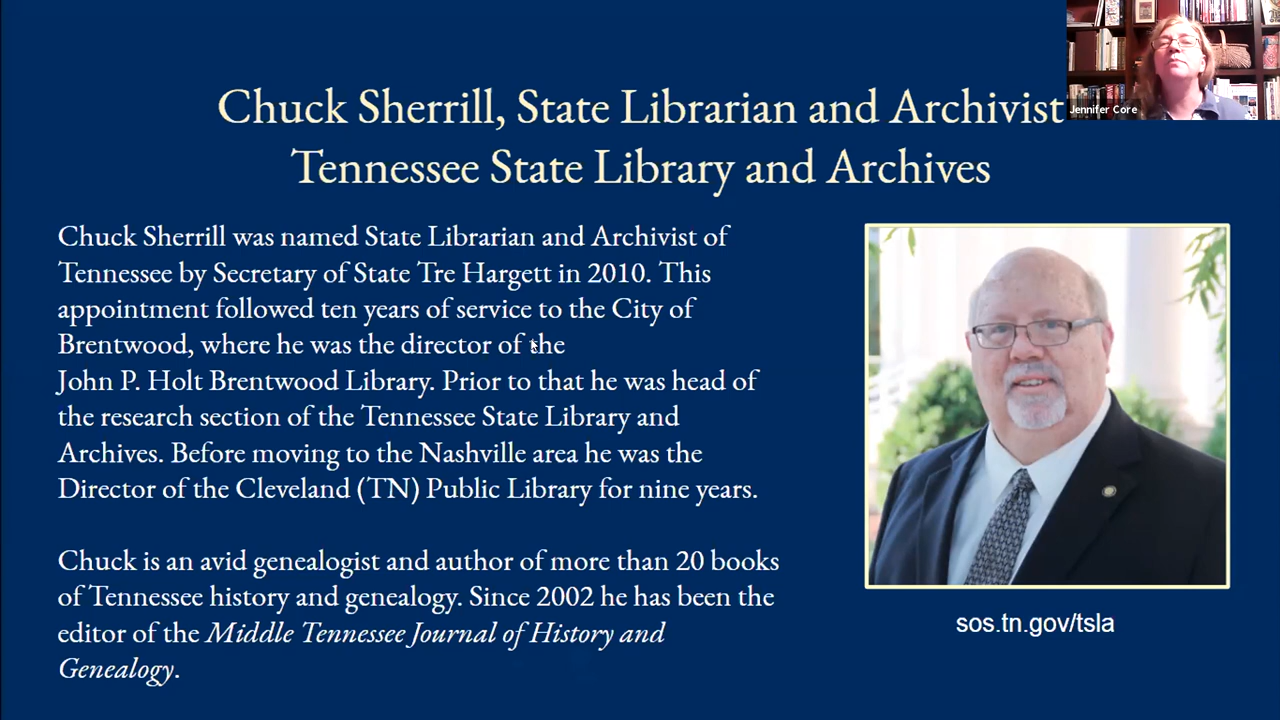 Chuck Sherrill, State Librarian and Archivist
Tennessee State Library and Archives
Jennifer Core
Chuck Sherrill was named State Librarian and Archivist of
Tennessee by Secretary of State Tre Hargett in 2010. This
appointment followed ten years of service to the City of
Brentwood, where he was the director of the
John P. Holt Brentwood Library. Prior to that he was head of
the research section of the Tennessee State Library and
Archives. Before moving to the Nashville area he was the
Director of the Cleveland (TN) Public Library for nine years.
Chuck is an avid genealogist and author of more than 20 books
of Tennessee history and genealogy. Since 2002 he has been the
editor of the Middle Tennessee Journal of History and
Genealogy.
sos.tn.gov/tsla